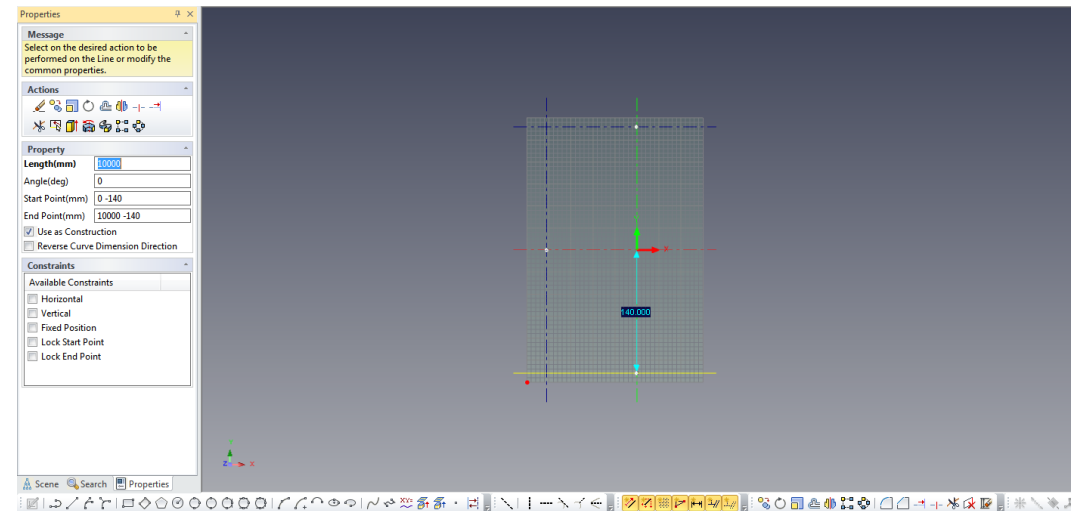 Properties
Message
Select on the desired action to be
performed on the Line or modify the
common properties.
Actions
Property
Length(mm) 10000
Angle(deg) 0
Start Point(mm) 0 -140
End Point(mm) 10000 -140
Use as Construction
Reverse Curve Dimension Direction
Constraints
Available Constraints
Horizontal
Vertical
Fixed Position
Lock Start Point
Lock End Point
X
140.000
Z X
Scene Search Properties